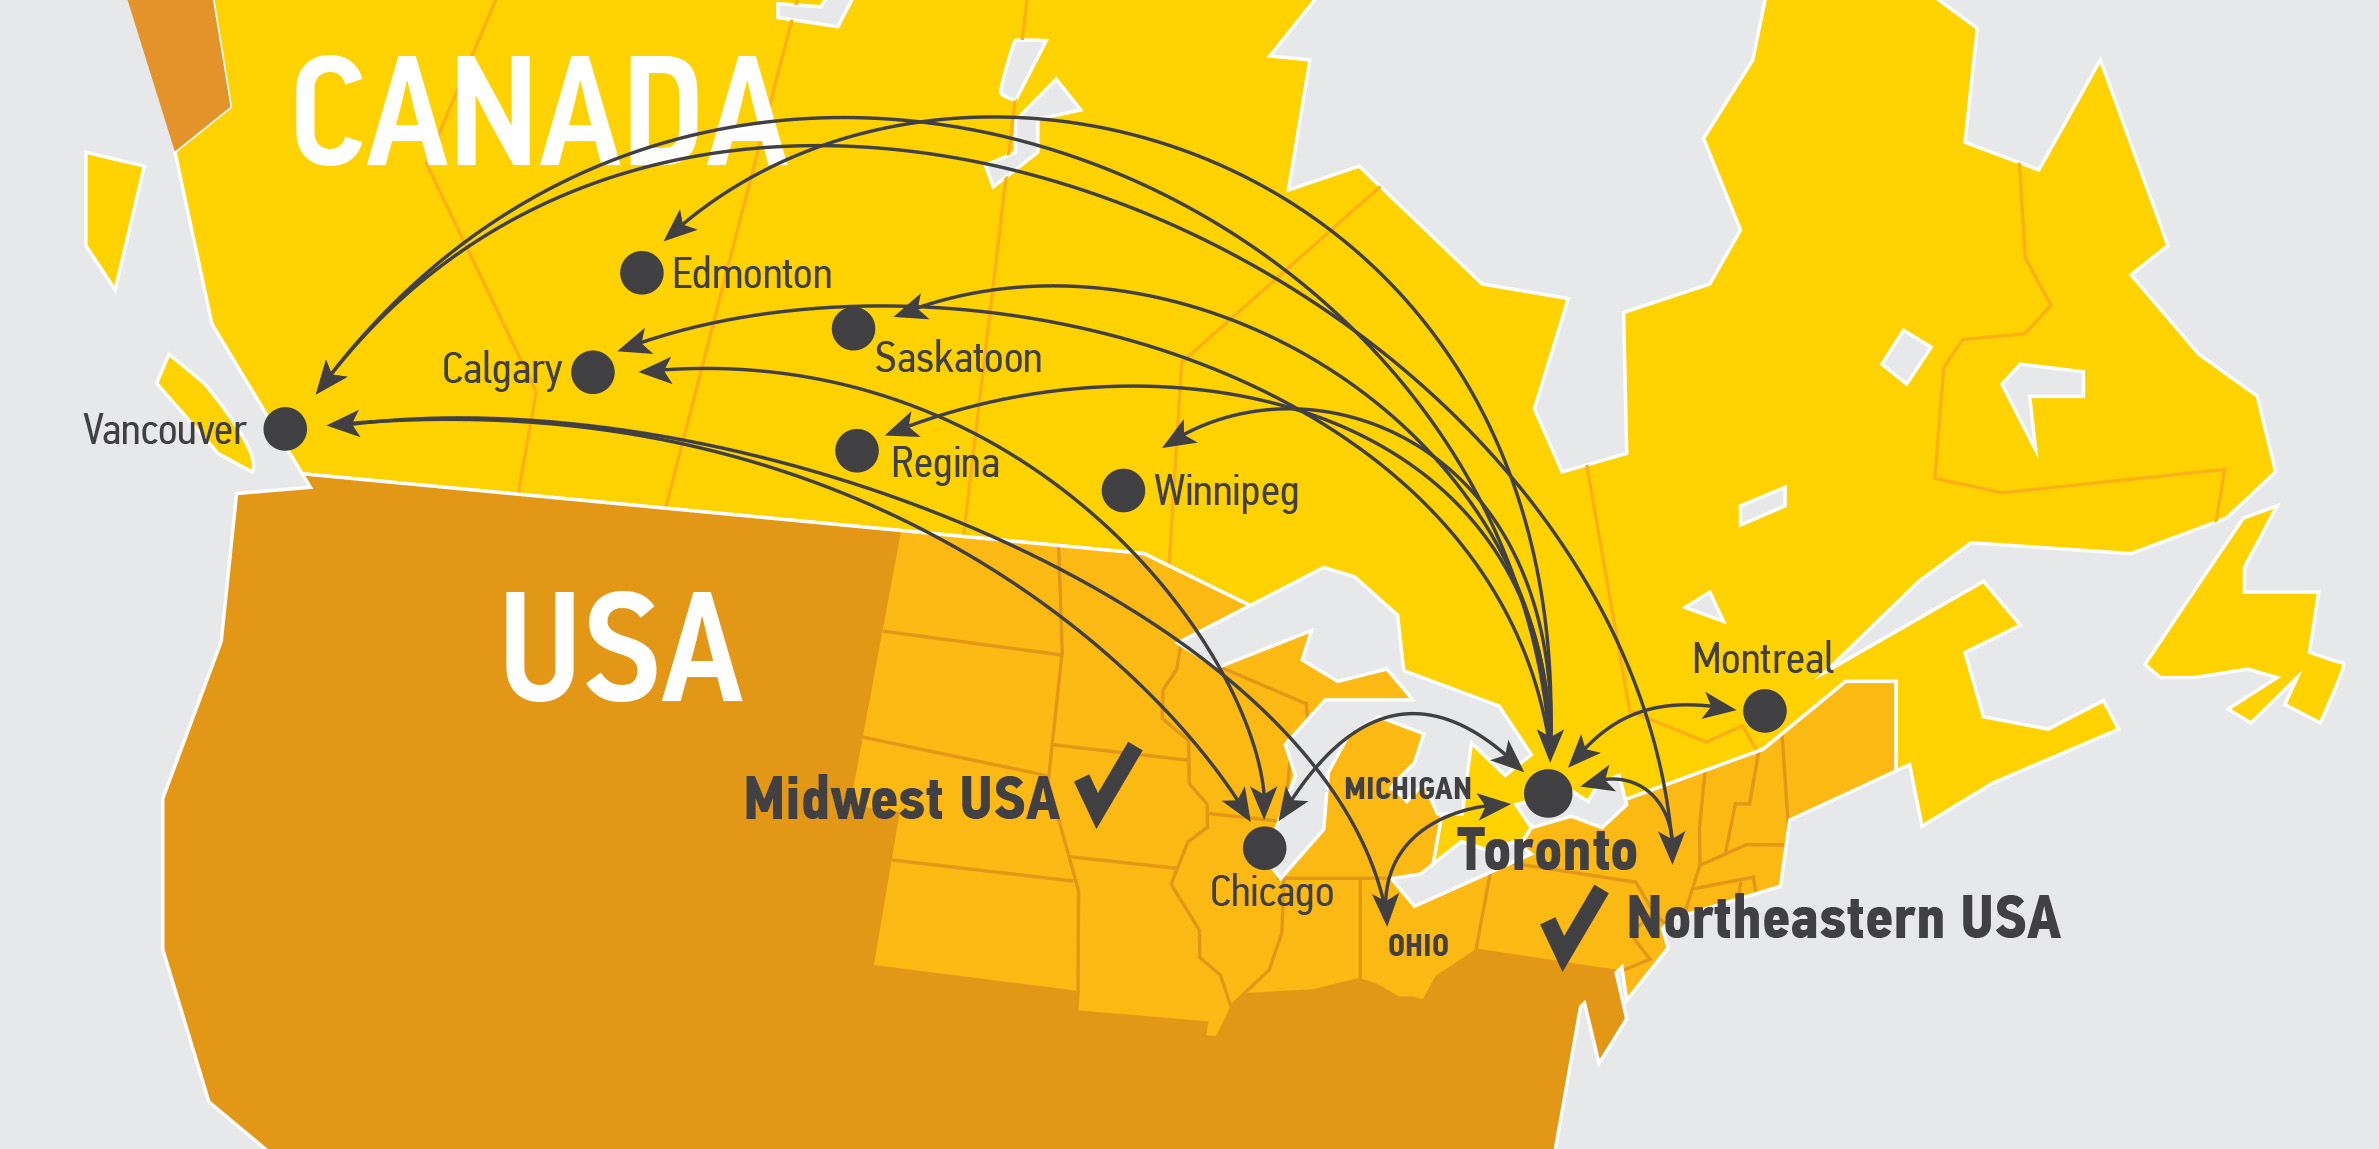 CANADA
Edmonton
Saskatoon
Calgary
Vancouver
Regina
Winnipeg
USA
Montreal
Midwest USA
MICHIGAN
Toronto
Chicago
Northeastern USA
OHIO